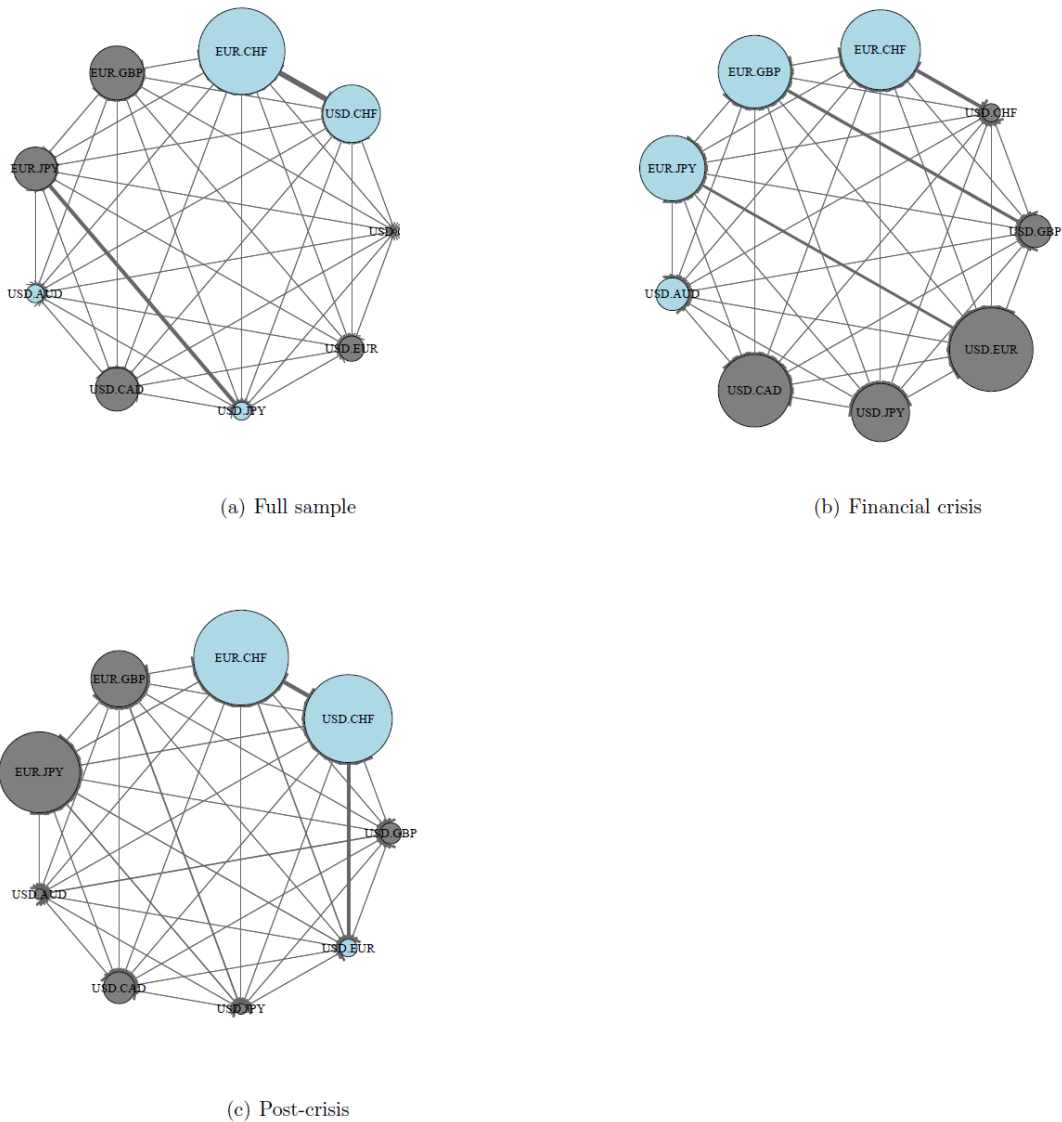 EUR.CHF
EUR.GBP
USD.CHF
EUR.JPY
USD.AUD
USD.EUR
USD.CAD
USD.JPY
(a) Full sample
EUR.CHF
EUR.GBP
USD.CHF
EUR.JPY
USD.GBP
USD.AUD
USD.EUR
USD.CAD
USD.JPY
(b) Financial crisis
EUR.CHF
EUR.GBP
USD.CHF
EUR.JPY
USD.GBP
USD.AUD
USD.EUR
USD.CAD
USD.JPY
(c) Post-crisis